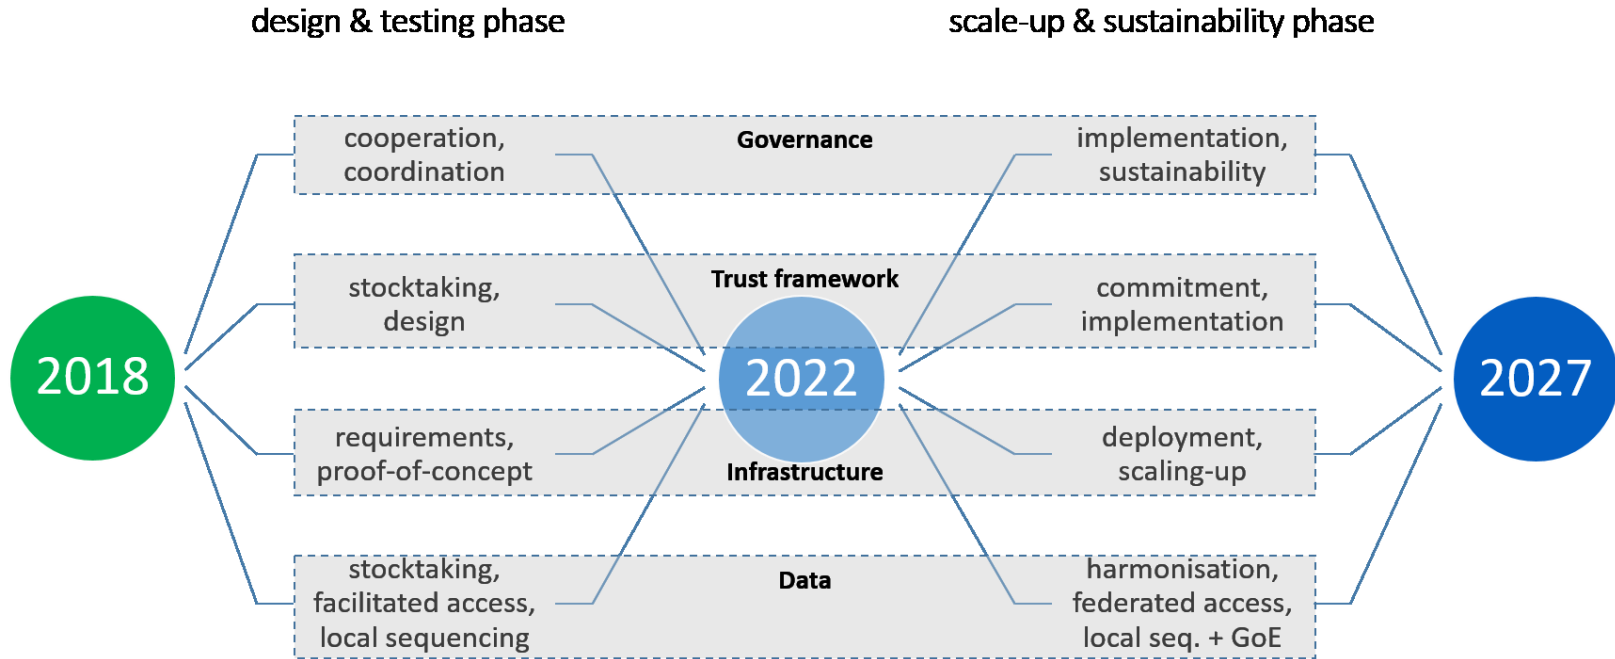 design & testing phase
scale-up & sustainability phase
cooperation,
coordination
Governance
implementation,
sustainability
stocktaking,
design
Trust framework
commitment,
implementation
2018
2022
2027
requirements,
proof-of-concept
Infrastructure
deployment,
scaling-up
stocktaking,
facilitated access,
local sequencing
Data
harmonisation,
federated access,
local seq. + GoE